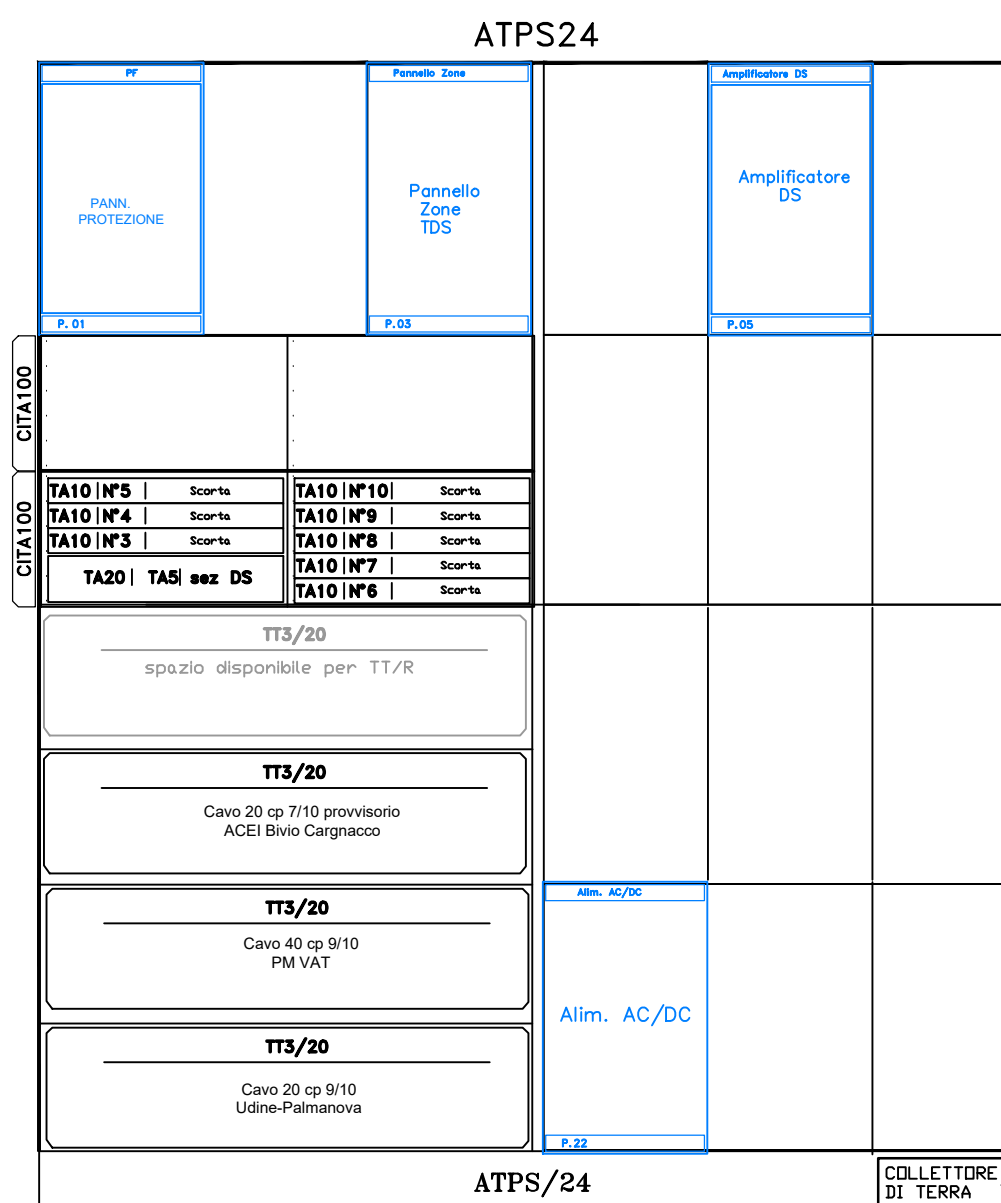 ATPS24
PF
PANN.
PROTEZIONE
P. 01
Pannello Zone
Pannello
Zone
TDS
P.03
Amplificatore DS
Amplificatore
DS
P.05
CITA100
CITA100
TA10 | N°5 | Scorta
TA10 | N°4 | Scorta
TA10 | N°3 | Scorta
TA20 | TA5 | sez DS
TA10 | N°10 | Scorta
TA10 | N°9 | Scorta
TA10 | N°8 | Scorta
TA10 | N°7 | Scorta
TA10 | N°6 | Scorta
TT3/20
spazio disponibile per TT/R
TT3/20
Cavo 20 cp 7/10 provvisorio
ACEI Bivio Cargnacco
TT3/20
Cavo 40 cp 9/10
PM VAT
TT3/20
Cavo 20 cp 9/10
Udine-Palmanova
Alim. AC/DC
Alim. AC/DC
P.22
ATPS/24
COLLETTORE
DI TERRA